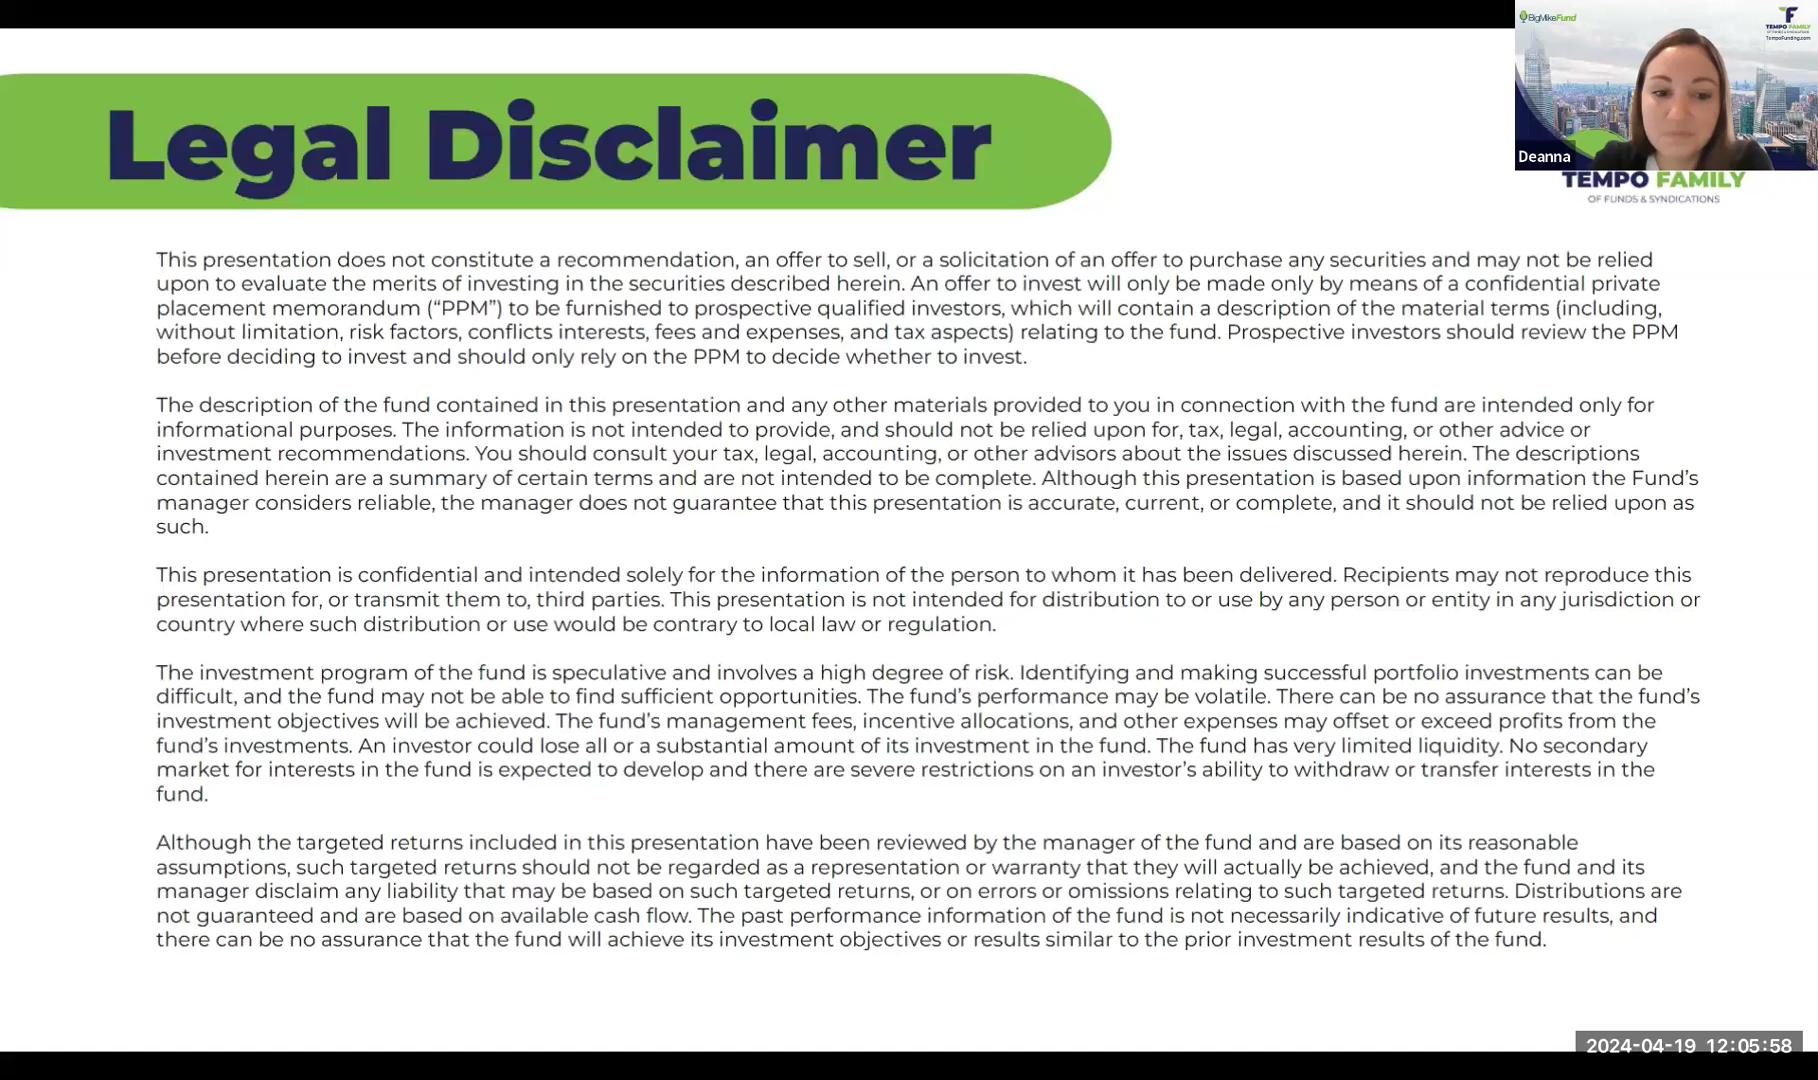 BigMikeFund
TEMPO FAMILY
OF FUNDS & SYNDICATIONS
TempoFunding.com
Deanna
TEMPO FAMILY
OF FUNDS & SYNDICATIONS
Legal Disclaimer
This presentation does not constitute a recommendation, an offer to sell, or a solicitation of an offer to purchase any securities and may not be relied
upon to evaluate the merits of investing in the securities described herein. An offer to invest will only be made only by means of a confidential private
placement memorandum (“PPM”) to be furnished to prospective qualified investors, which will contain a description of the material terms (including,
without limitation, risk factors, conflicts interests, fees and expenses, and tax aspects) relating to the fund. Prospective investors should review the PPM
before deciding to invest and should only rely on the PPM to decide whether to invest.
The description of the fund contained in this presentation and any other materials provided to you in connection with the fund are intended only for
informational purposes. The information is not intended to provide, and should not be relied upon for, tax, legal, accounting, or other advice or
investment recommendations. You should consult your tax, legal, accounting, or other advisors about the issues discussed herein. The descriptions
contained herein are a summary of certain terms and are not intended to be complete. Although this presentation is based upon information the Fund’s
manager considers reliable, the manager does not guarantee that this presentation is accurate, current, or complete, and it should not be relied upon as
such.
This presentation is confidential and intended solely for the information of the person to whom it has been delivered. Recipients may not reproduce this
presentation for, or transmit them to, third parties. This presentation is not intended for distribution to or use by any person or entity in any jurisdiction or
country where such distribution or use would be contrary to local law or regulation.
The investment program of the fund is speculative and involves a high degree of risk. Identifying and making successful portfolio investments can be
difficult, and the fund may not be able to find sufficient opportunities. The fund’s performance may be volatile. There can be no assurance that the fund’s
investment objectives will be achieved. The fund’s management fees, incentive allocations, and other expenses may offset or exceed profits from the
fund’s investments. An investor could lose all or a substantial amount of its investment in the fund. The fund has very limited liquidity. No secondary
market for interests in the fund is expected to develop and there are severe restrictions on an investor’s ability to withdraw or transfer interests in the
fund.
Although the targeted returns included in this presentation have been reviewed by the manager of the fund and are based on its reasonable
assumptions, such targeted returns should not be regarded as a representation or warranty that they will actually be achieved, and the fund and its
manager disclaim any liability that may be based on such targeted returns, or on errors or omissions relating to such targeted returns. Distributions are
not guaranteed and are based on available cash flow. The past performance information of the fund is not necessarily indicative of future results, and
there can be no assurance that the fund will achieve its investment objectives or results similar to the prior investment results of the fund.
2024-04-19 12:05:58